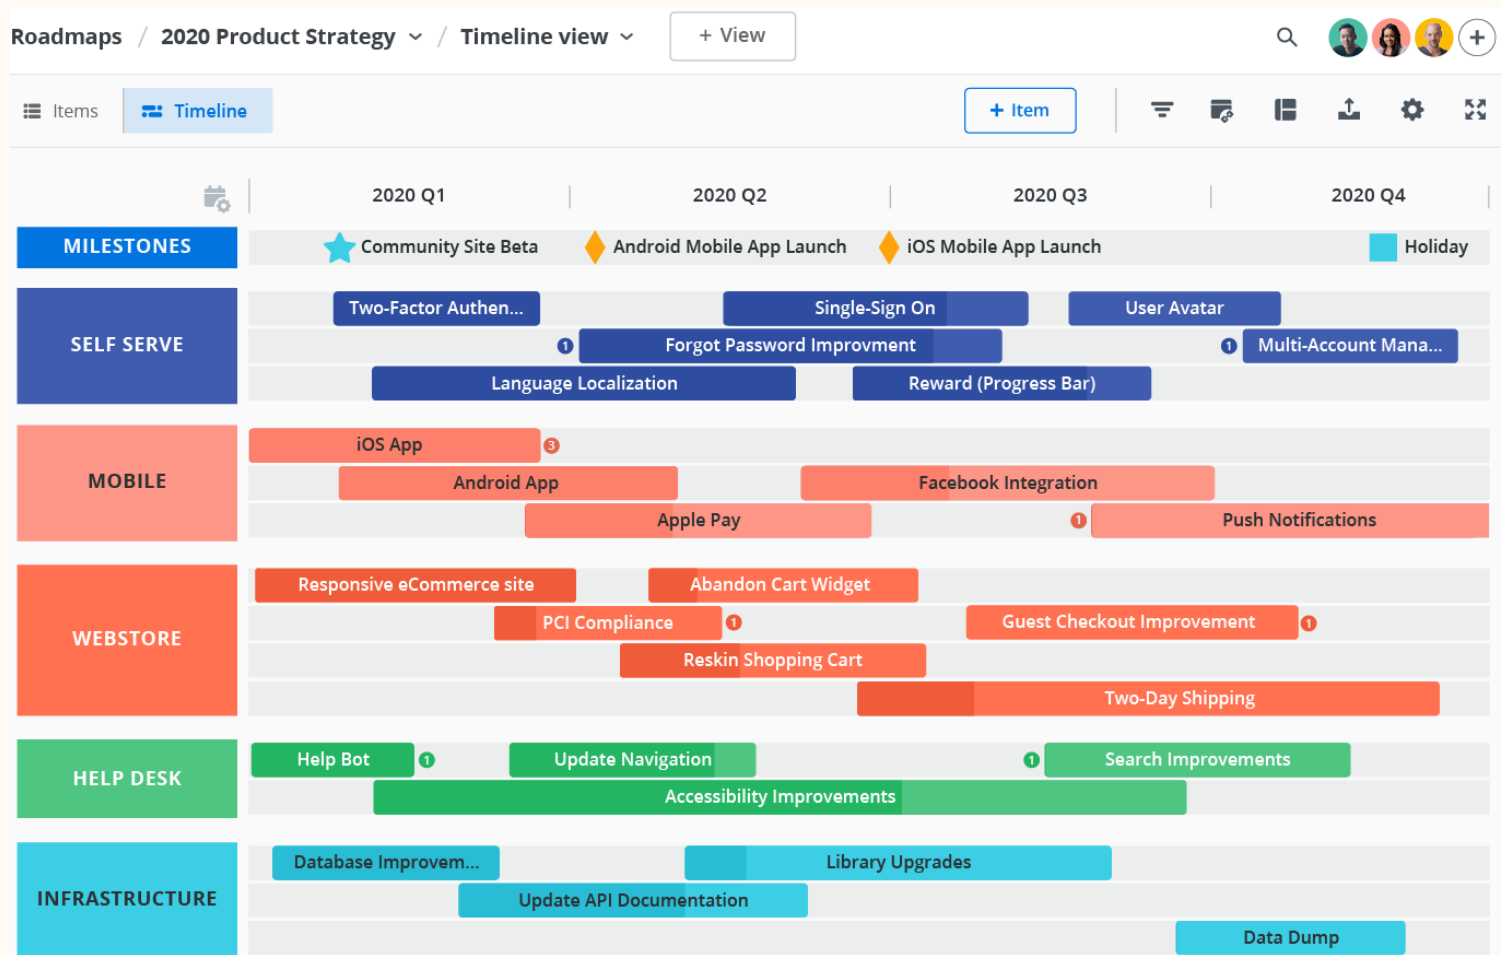 Roadmaps / 2020 Product Strategy / Timeline view + View
Items Timeline + Item
2020 Q1 2020 Q2 2020 Q3 2020 Q4
MILESTONES Community Site Beta Android Mobile App Launch iOS Mobile App Launch Holiday
SELF SERVE
Two-Factor Authen... Single-Sign On User Avatar
1 Forgot Password Improvment 1 Multi-Account Mana...
Language Localization Reward (Progress Bar)
MOBILE
iOS App 3
Android App Facebook Integration
Apple Pay 1 Push Notifications
WEBSTORE
Responsive eCommerce site Abandon Cart Widget
PCI Compliance 1 Guest Checkout Improvement 1
Reskin Shopping Cart
Two-Day Shipping
HELP DESK
Help Bot 1 Update Navigation 1 Search Improvements
Accessibility Improvements
INFRASTRUCTURE
Database Improvem... Library Upgrades
Update API Documentation
Data Dump